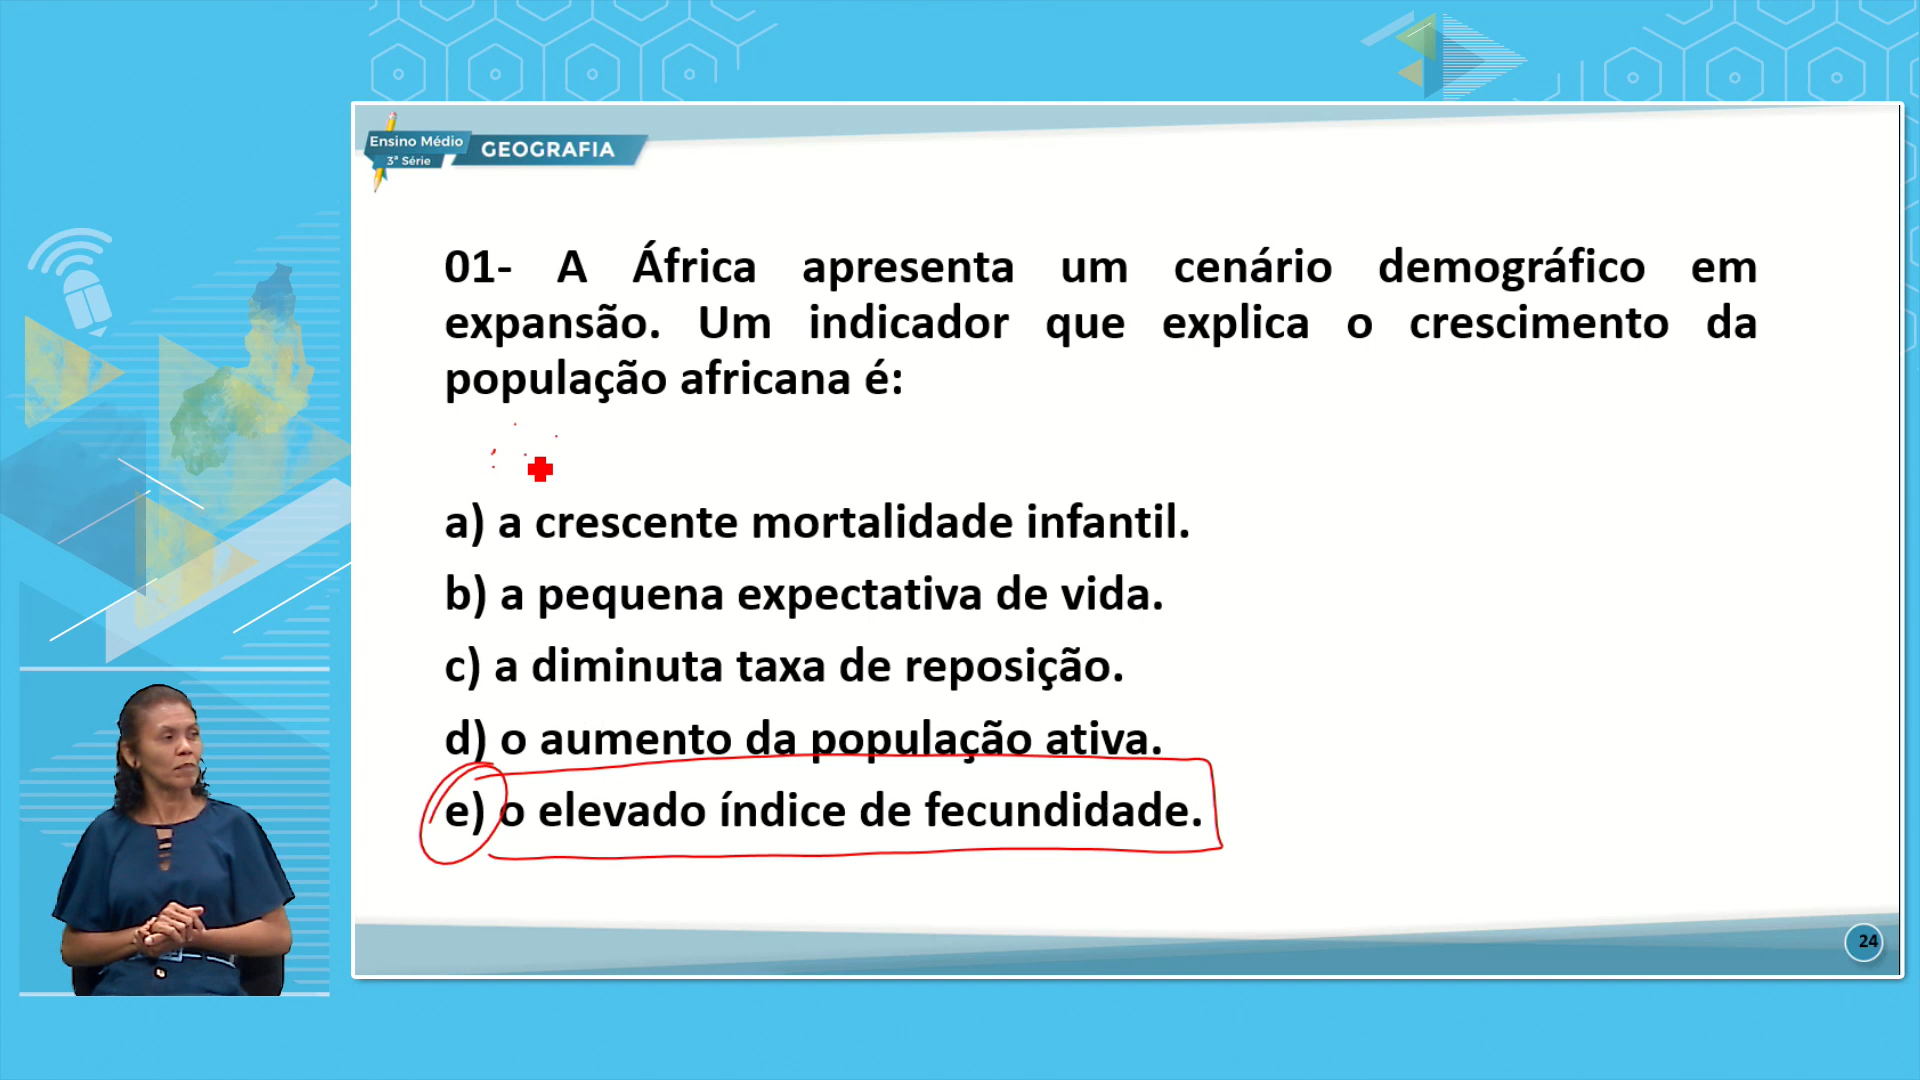 Ensino Médio
3ª Série
GEOGRAFIA
01- A África apresenta um cenário demográfico em
expansão. Um indicador que explica o crescimento da
população africana é:
a) a crescente mortalidade infantil.
b) a pequena expectativa de vida.
c) a diminuta taxa de reposição.
d) o aumento da população ativa.
e) o elevado índice de fecundidade.
24